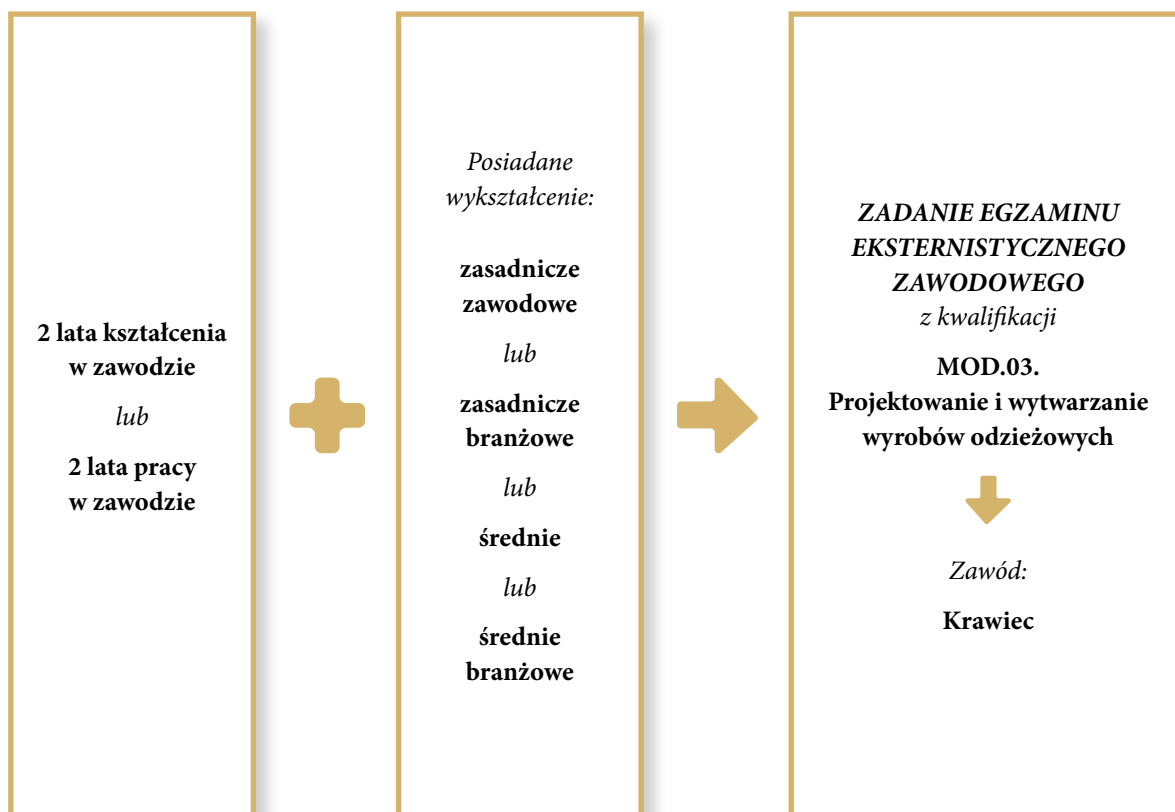 2 lata kształcenia
w zawodzie
lub
2 lata pracy
w zawodzie
Posiadane
wykształcenie:
zasadnicze
zawodowe
lub
zasadnicze
branżowe
lub
średnie
lub
średnie
branżowe
ZADANIE EGZAMINU
EKSTERNISTYCZNEGO
ZAWODOWEGO
z kwalifikacji
MOD.03.
Projektowanie i wytwarzanie
wyrobów odzieżowych
Zawód:
Krawiec